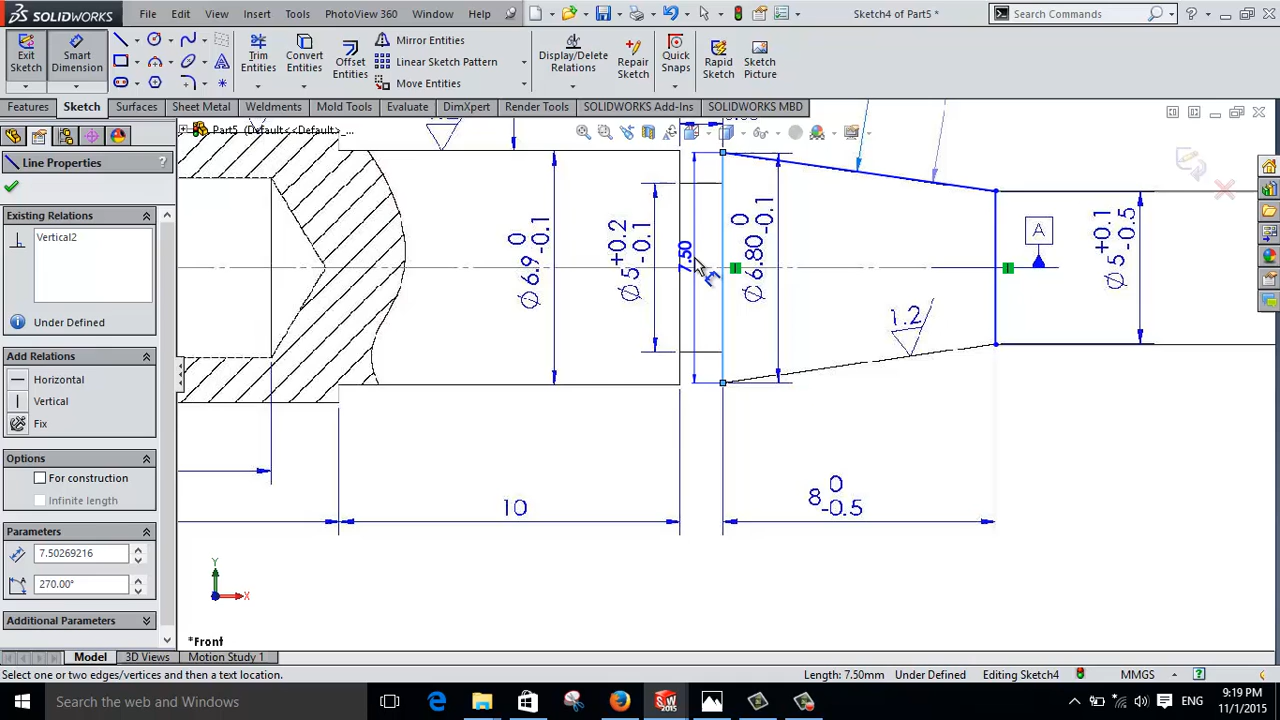 SOLIDWORKS File Edit View Insert Tools PhotoView 360 Window Help Sketch4 of Part5 * Search Commands
Exit Sketch
Smart Dimension
Trim Entities
Convert Entities
Offset Entities
Mirror Entities
Linear Sketch Pattern
Move Entities
Display/Delete Relations
Repair Sketch
Quick Snaps
Rapid Sketch
Sketch Picture
Features Sketch Surfaces Sheet Metal Weldments Mold Tools Evaluate DimXpert Render Tools SOLIDWORKS Add-Ins SOLIDWORKS MBD
Part5 (Default<<Default>_...
Line Properties ?
Existing Relations
Vertical2
Under Defined
Add Relations
Horizontal
Vertical
Fix
Options
For construction
Infinite length
Parameters
7.50269216
270.00°
Additional Parameters
∅ 6.9 0 -0.1
∅ 5 +0.2 -0.1
7.50
∅ 6.80 0 -0.1
A
∅ 5 +0.1 -0.5
1.2
10
8 0 -0.5
Y
X
*Front
Model 3D Views Motion Study 1
Select one or two edges/vertices and then a text location. Length: 7.50mm Under Defined Editing Sketch4 MMGS
Search the web and Windows
ENG
9:19 PM
11/1/2015